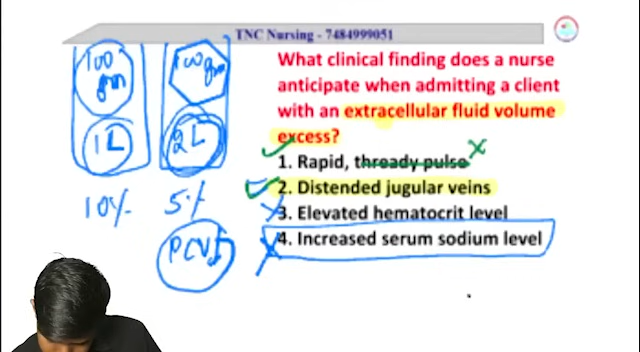 TNC Nursing - 7484999051
What clinical finding does a nurse
anticipate when admitting a client
with an extracellular fluid volume
excess?
1. Rapid, thready pulse
2. Distended jugular veins
3. Elevated hematocrit level
4. Increased serum sodium level
100 gm
100 gm
1L
2L
10%
5%
PCV